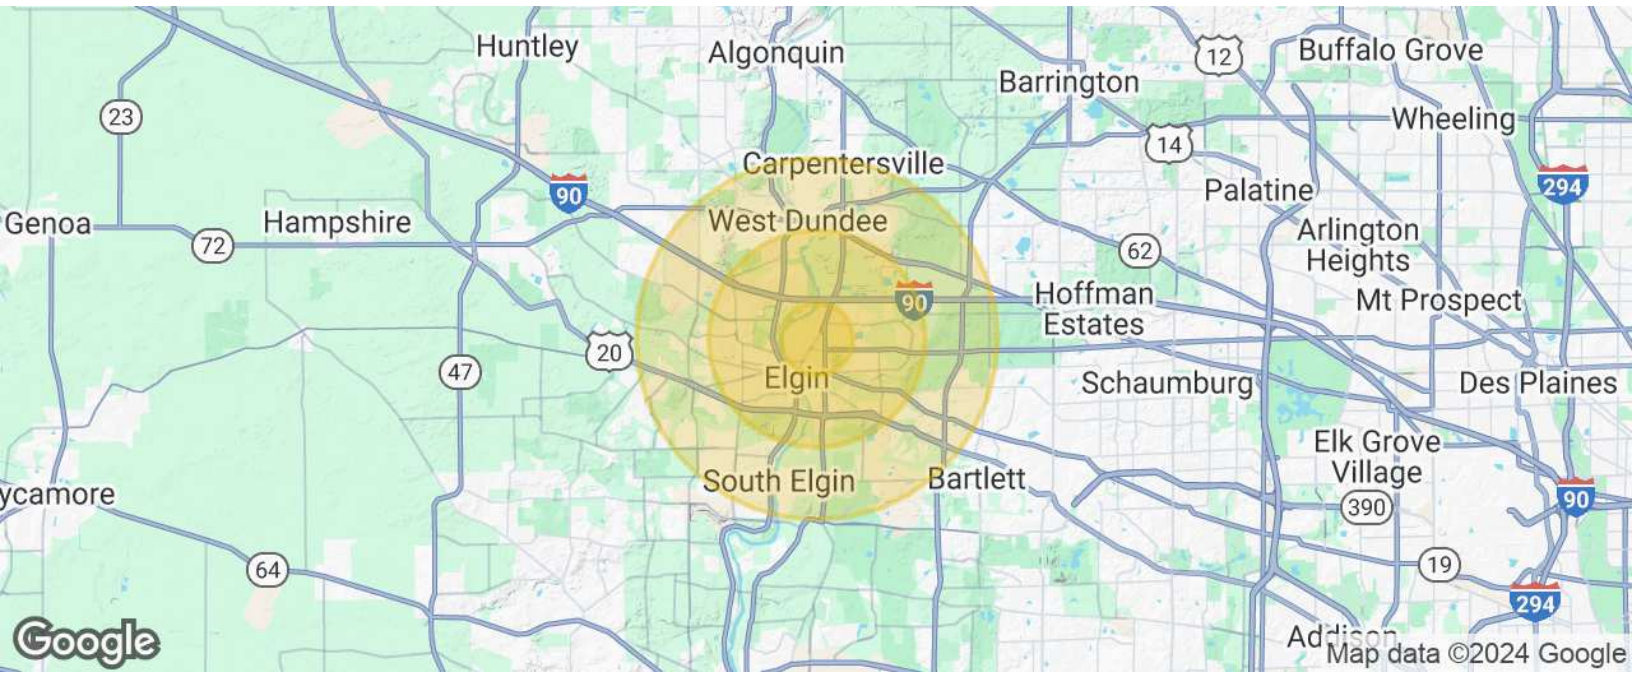 Huntley
Algonquin
12
Buffalo Grove
Barrington
23
Wheeling
14
Carpentersville
90
Palatine
294
Genoa
Hampshire
West Dundee
72
62
Arlington
Heights
90
Hoffman
Estates
Mt Prospect
20
47
Elgin
Schaumburg
Des Plaines
Elk Grove
Village
South Elgin
Bartlett
ycamore
390
90
64
19
294
Google
Addison
Map data ©2024 Google